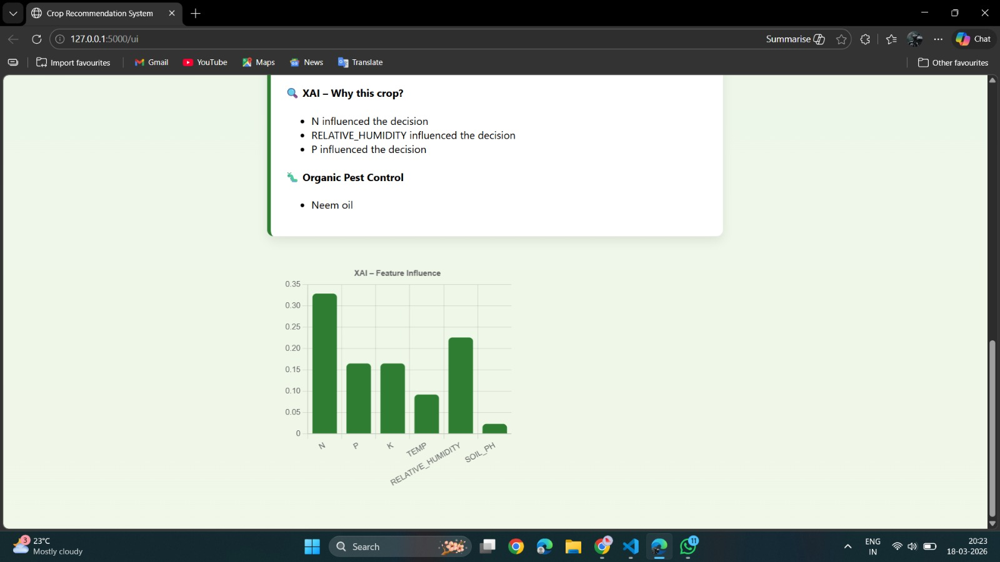 Crop Recommendation System
127.0.0.1:5000/ui
Summarise
Chat
Import favourites
Gmail
YouTube
Maps
News
Translate
Other favourites
XAI – Why this crop?
N influenced the decision
RELATIVE_HUMIDITY influenced the decision
P influenced the decision
Organic Pest Control
Neem oil
XAI – Feature Influence
0.35
0.30
0.25
0.20
0.15
0.10
0.05
0
N
P
K
TEMP
RELATIVE_HUMIDITY
SOIL_PH
3
23°C
Mostly cloudy
Search
11
ENG
IN
20:23
18-03-2026